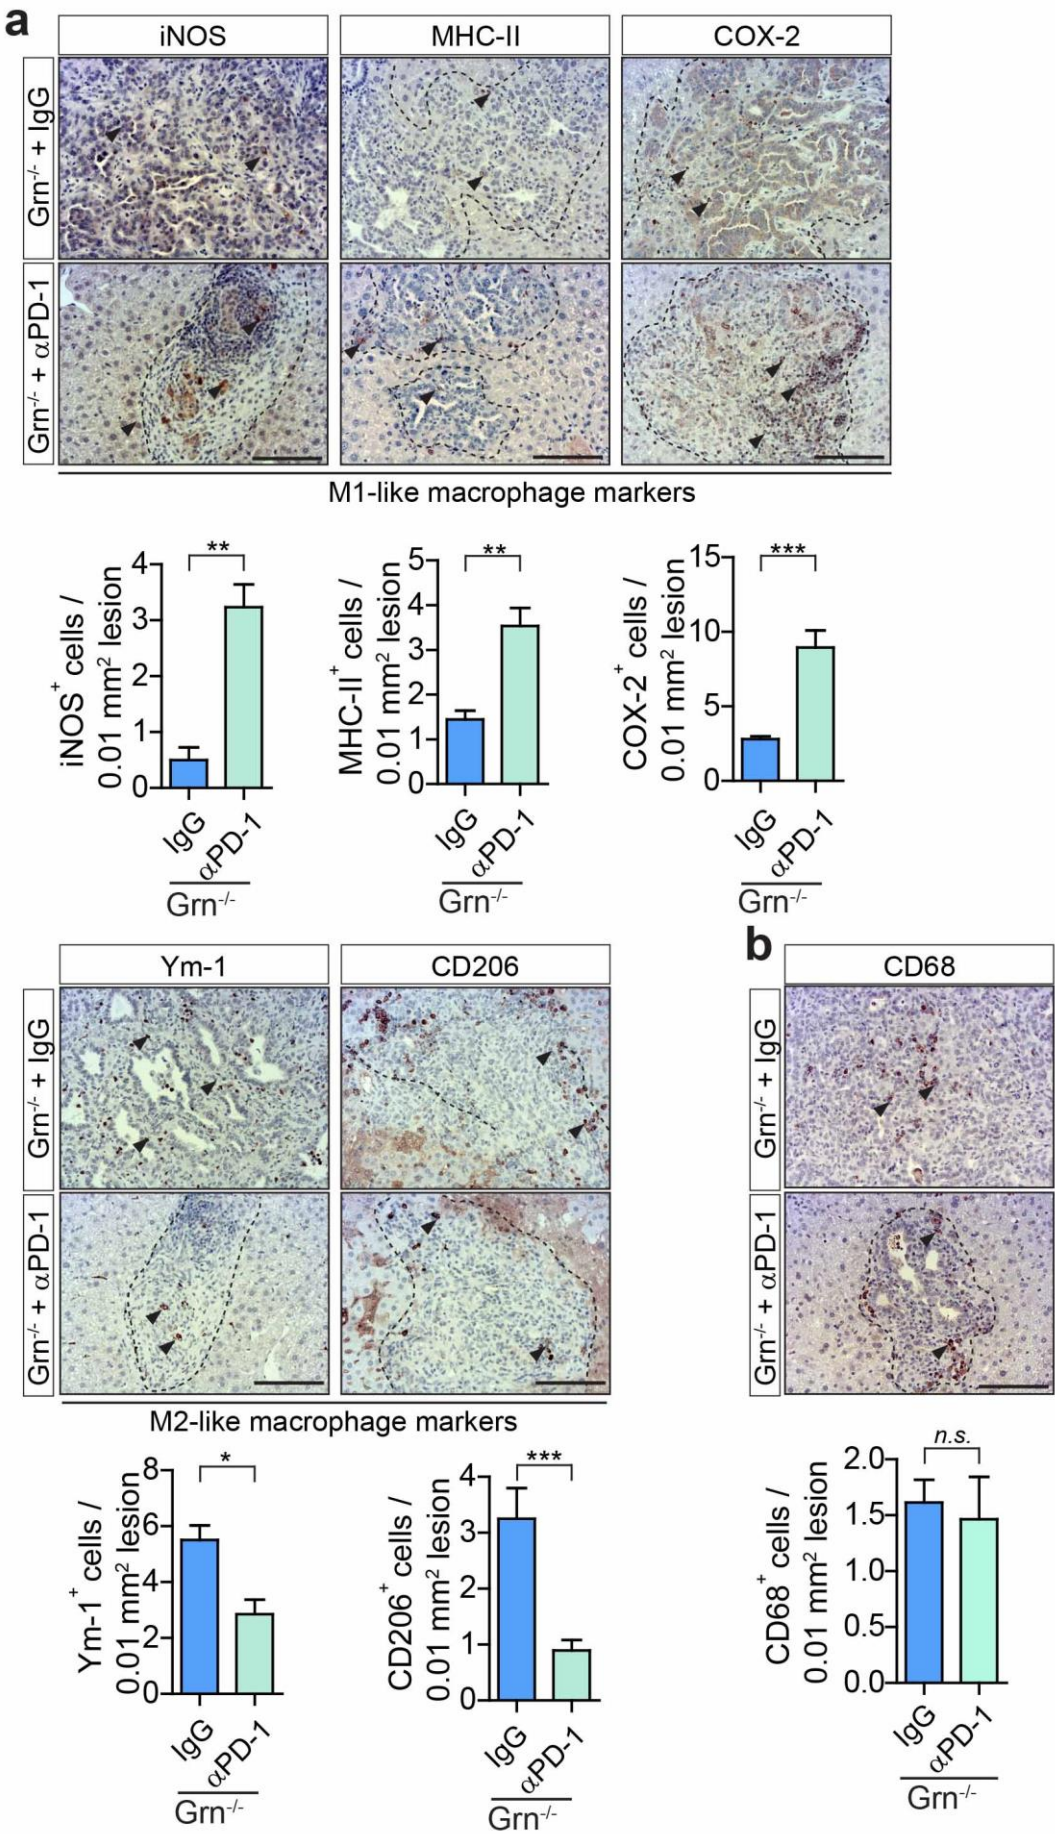 a
iNOS MHC-II COX-2
Grn-/- + IgG
Grn-/- + αPD-1
M1-like macrophage markers
iNOS+ cells /
0.01 mm2 lesion
4
3
2
1
0
**
IgG
αPD-1
Grn-/-
MHC-II+ cells /
0.01 mm2 lesion
5
4
3
2
1
0
**
IgG
αPD-1
Grn-/-
COX-2+ cells /
0.01 mm2 lesion
15
10
5
0
***
IgG
αPD-1
Grn-/-
Ym-1 CD206
Grn-/- + IgG
Grn-/- + αPD-1
M2-like macrophage markers
Ym-1+ cells /
0.01 mm2 lesion
8
6
4
2
0
*
IgG
αPD-1
Grn-/-
CD206+ cells /
0.01 mm2 lesion
4
3
2
1
0
***
IgG
αPD-1
Grn-/-
b
CD68
Grn-/- + IgG
Grn-/- + αPD-1
CD68+ cells /
0.01 mm2 lesion
2.0
1.5
1.0
0.5
0.0
n.s.
IgG
αPD-1
Grn-/-